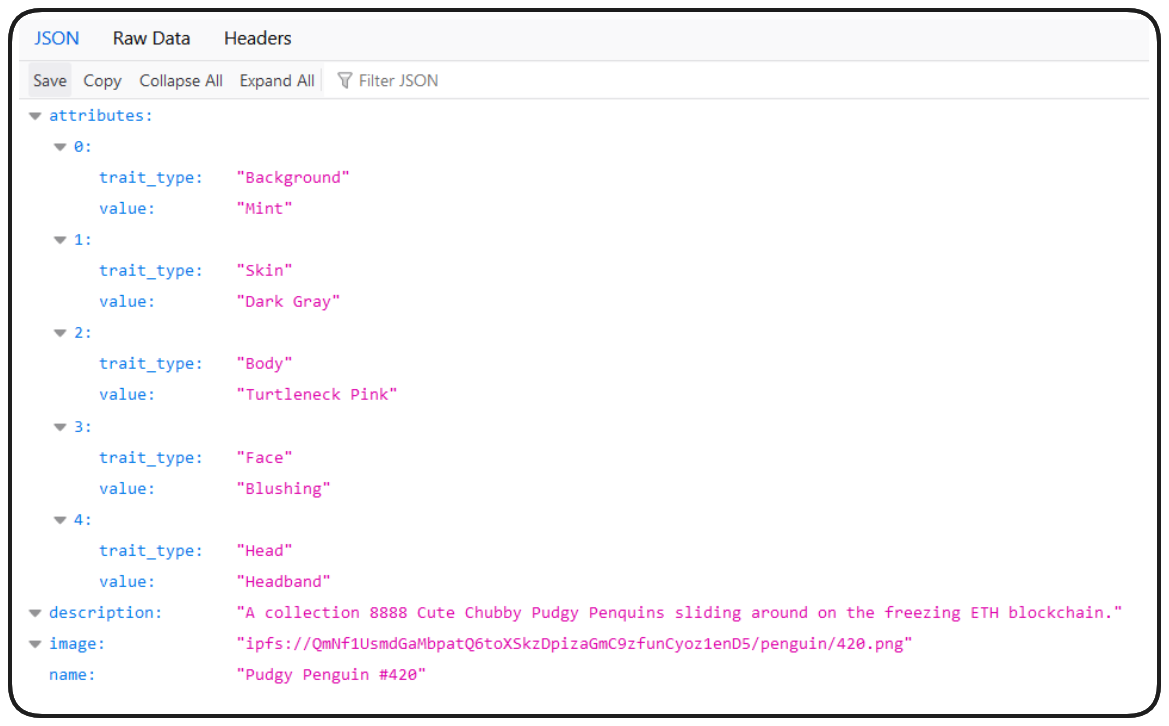 JSON Raw Data Headers
Save Copy Collapse All Expand All Filter JSON
attributes:
0:
trait_type: "Background"
value: "Mint"
1:
trait_type: "Skin"
value: "Dark Gray"
2:
trait_type: "Body"
value: "Turtleneck Pink"
3:
trait_type: "Face"
value: "Blushing"
4:
trait_type: "Head"
value: "Headband"
description: "A collection 8888 Cute Chubby Pudgy Penquins sliding around on the freezing ETH blockchain."
image: "ipfs://QmNf1UsmdGaMbpatQ6toXSkzDpizaGmC9zfunCyoz1enD5/penguin/420.png"
name: "Pudgy Penguin #420"